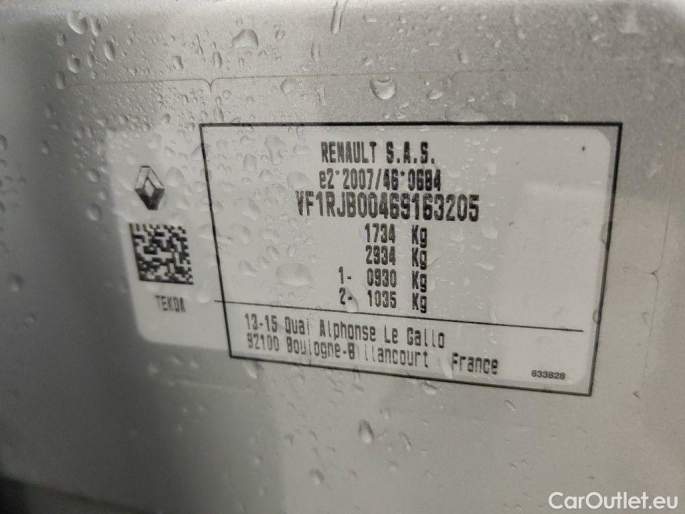 RENAULT S.A.S.
e2*2007/46*0684
VF1RJB00469163205
1734 Kg
2934 Kg
1- 0930 Kg
2- 1035 Kg
TEKDA
13-15 Quai Alphonse Le Gallo
92100 Boulogne-Billancourt France
833828
CarOutlet.eu